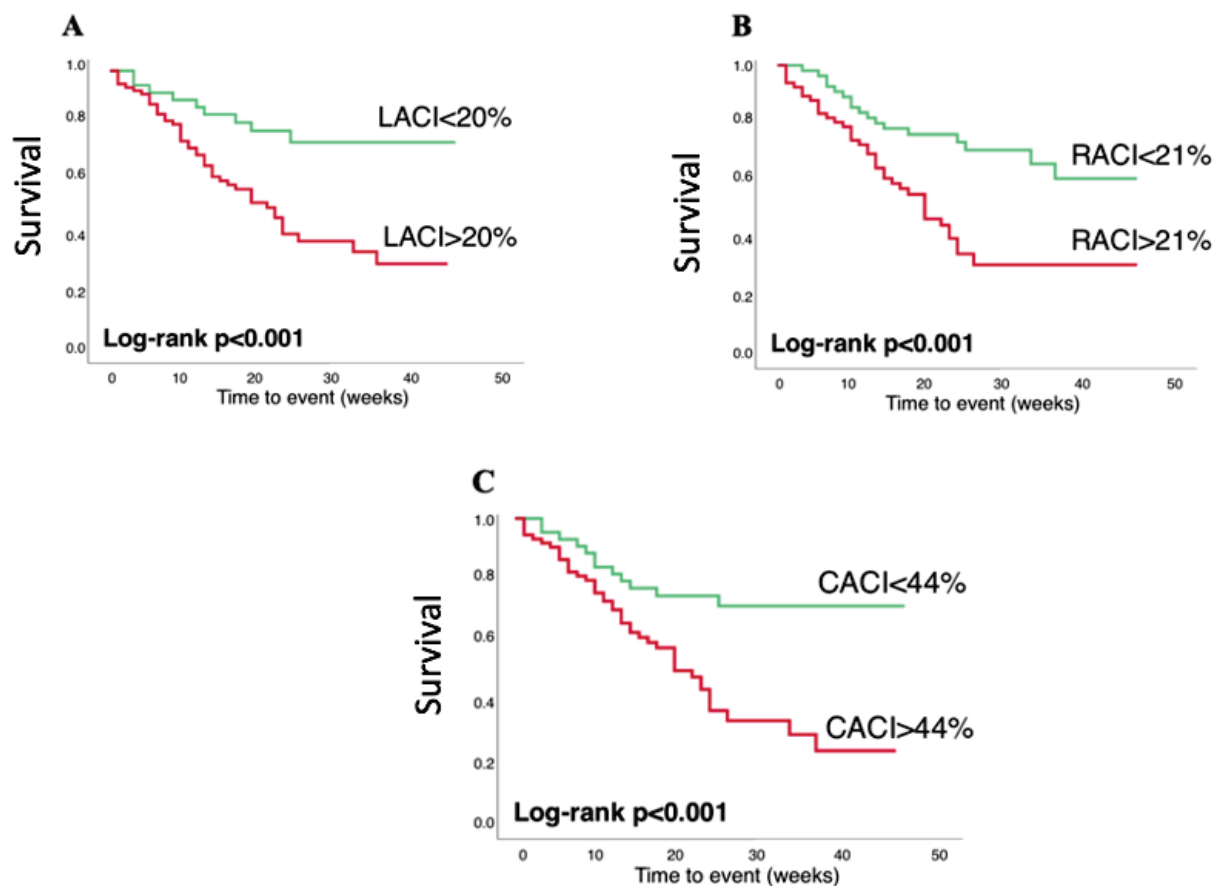 A
Survival
1.0
0.8
0.6
0.4
0.2
0.0
LACI<20%
LACI>20%
Log-rank p<0.001
0 10 20 30 40 50
Time to event (weeks)
B
Survival
1.0
0.8
0.6
0.4
0.2
0.0
RACI<21%
RACI>21%
Log-rank p<0.001
0 10 20 30 40 50
Time to event (weeks)
C
Survival
1.0
0.8
0.6
0.4
0.2
0.0
CACI<44%
CACI>44%
Log-rank p<0.001
0 10 20 30 40 50
Time to event (weeks)